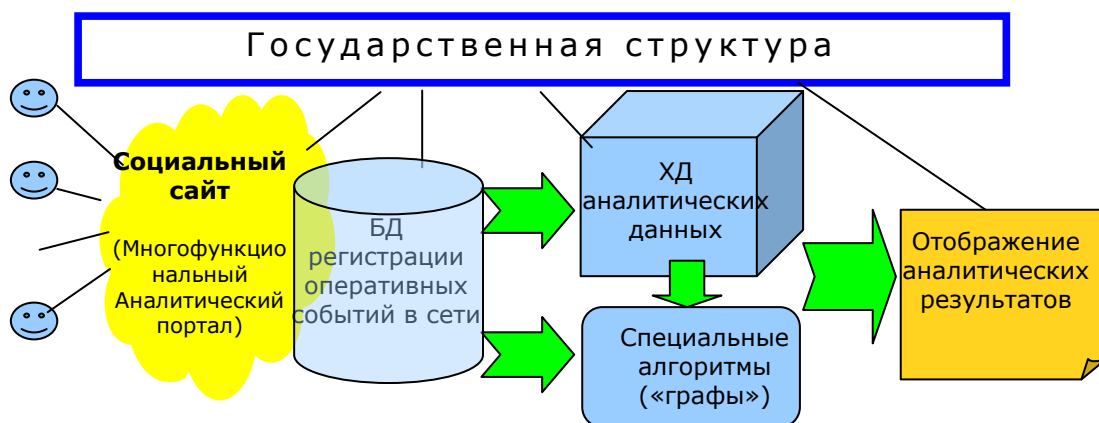 Государственная структура
Социальный
сайт
(Многофункцио
нальный
Аналитический
портал)
БД
регистрации
оперативных
событий в сети
ХД
аналитических
данных
Специальные
алгоритмы
(«графы»)
Отображение
аналитических
результатов